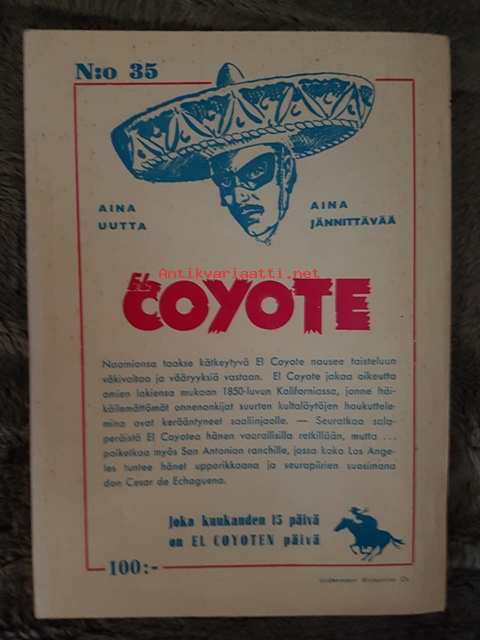 N:o 35
AINA
UUTTA
AINA
JÄNNITTÄVÄÄ
Antikvariaatti.net
EL
COYOTE
Naamionsa taakse kätkeytyvä El Coyote nousee taisteluun
väkivaltaa ja vääryyksiä vastaan. El Coyote jakaa oikeutta
omien lakiensa mukaan 1850-luvun Kaliforniassa, jonne häi-
käilemättömät onnenonkijat suurten kultalöytöjen houkuttele-
mina ovat kerääntyneet saaliinjaolle. — Seuratkaa sala-
peräistä El Coyotea hänen vaarallisilla retkillään, mutta ...
poiketkaa myös San Antonian ranchille, jossa koko Los Ange-
les tuntee hänet upporikkaana ja seurapiirien suosimana
don Cesar de Echaguena.
Joka kuukauden 15 päivä
on EL COYOTEN päivä
100:-